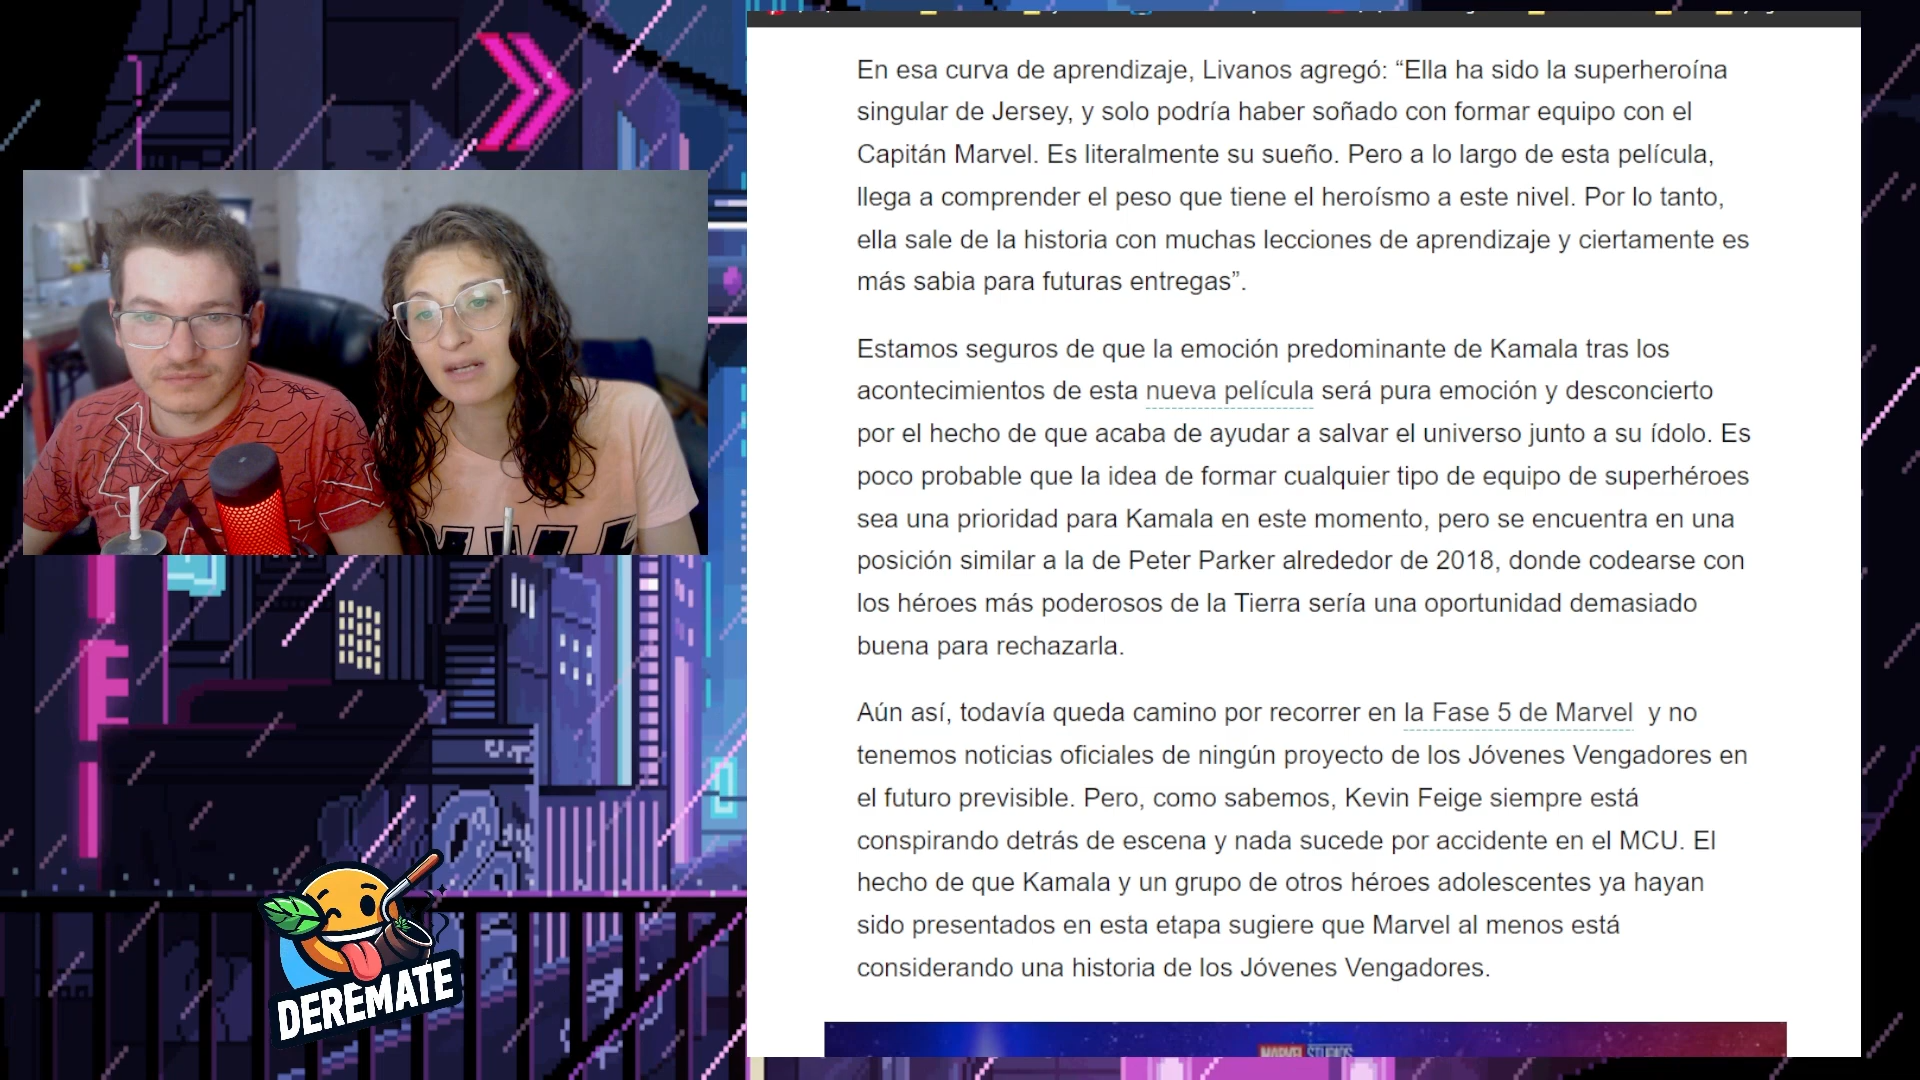 En esa curva de aprendizaje, Livanos agregó: “Ella ha sido la superheroína
singular de Jersey, y solo podría haber soñado con formar equipo con el
Capitán Marvel. Es literalmente su sueño. Pero a lo largo de esta película,
llega a comprender el peso que tiene el heroísmo a este nivel. Por lo tanto,
ella sale de la historia con muchas lecciones de aprendizaje y ciertamente es
más sabia para futuras entregas”.
Estamos seguros de que la emoción predominante de Kamala tras los
acontecimientos de esta nueva película será pura emoción y desconcierto
por el hecho de que acaba de ayudar a salvar el universo junto a su ídolo. Es
poco probable que la idea de formar cualquier tipo de equipo de superhéroes
sea una prioridad para Kamala en este momento, pero se encuentra en una
posición similar a la de Peter Parker alrededor de 2018, donde codearse con
los héroes más poderosos de la Tierra sería una oportunidad demasiado
buena para rechazarla.
Aún así, todavía queda camino por recorrer en la Fase 5 de Marvel y no
tenemos noticias oficiales de ningún proyecto de los Jóvenes Vengadores en
el futuro previsible. Pero, como sabemos, Kevin Feige siempre está
conspirando detrás de escena y nada sucede por accidente en el MCU. El
hecho de que Kamala y un grupo de otros héroes adolescentes ya hayan
sido presentados en esta etapa sugiere que Marvel al menos está
considerando una historia de los Jóvenes Vengadores.
MARVEL STUDIOS
DEREMATE